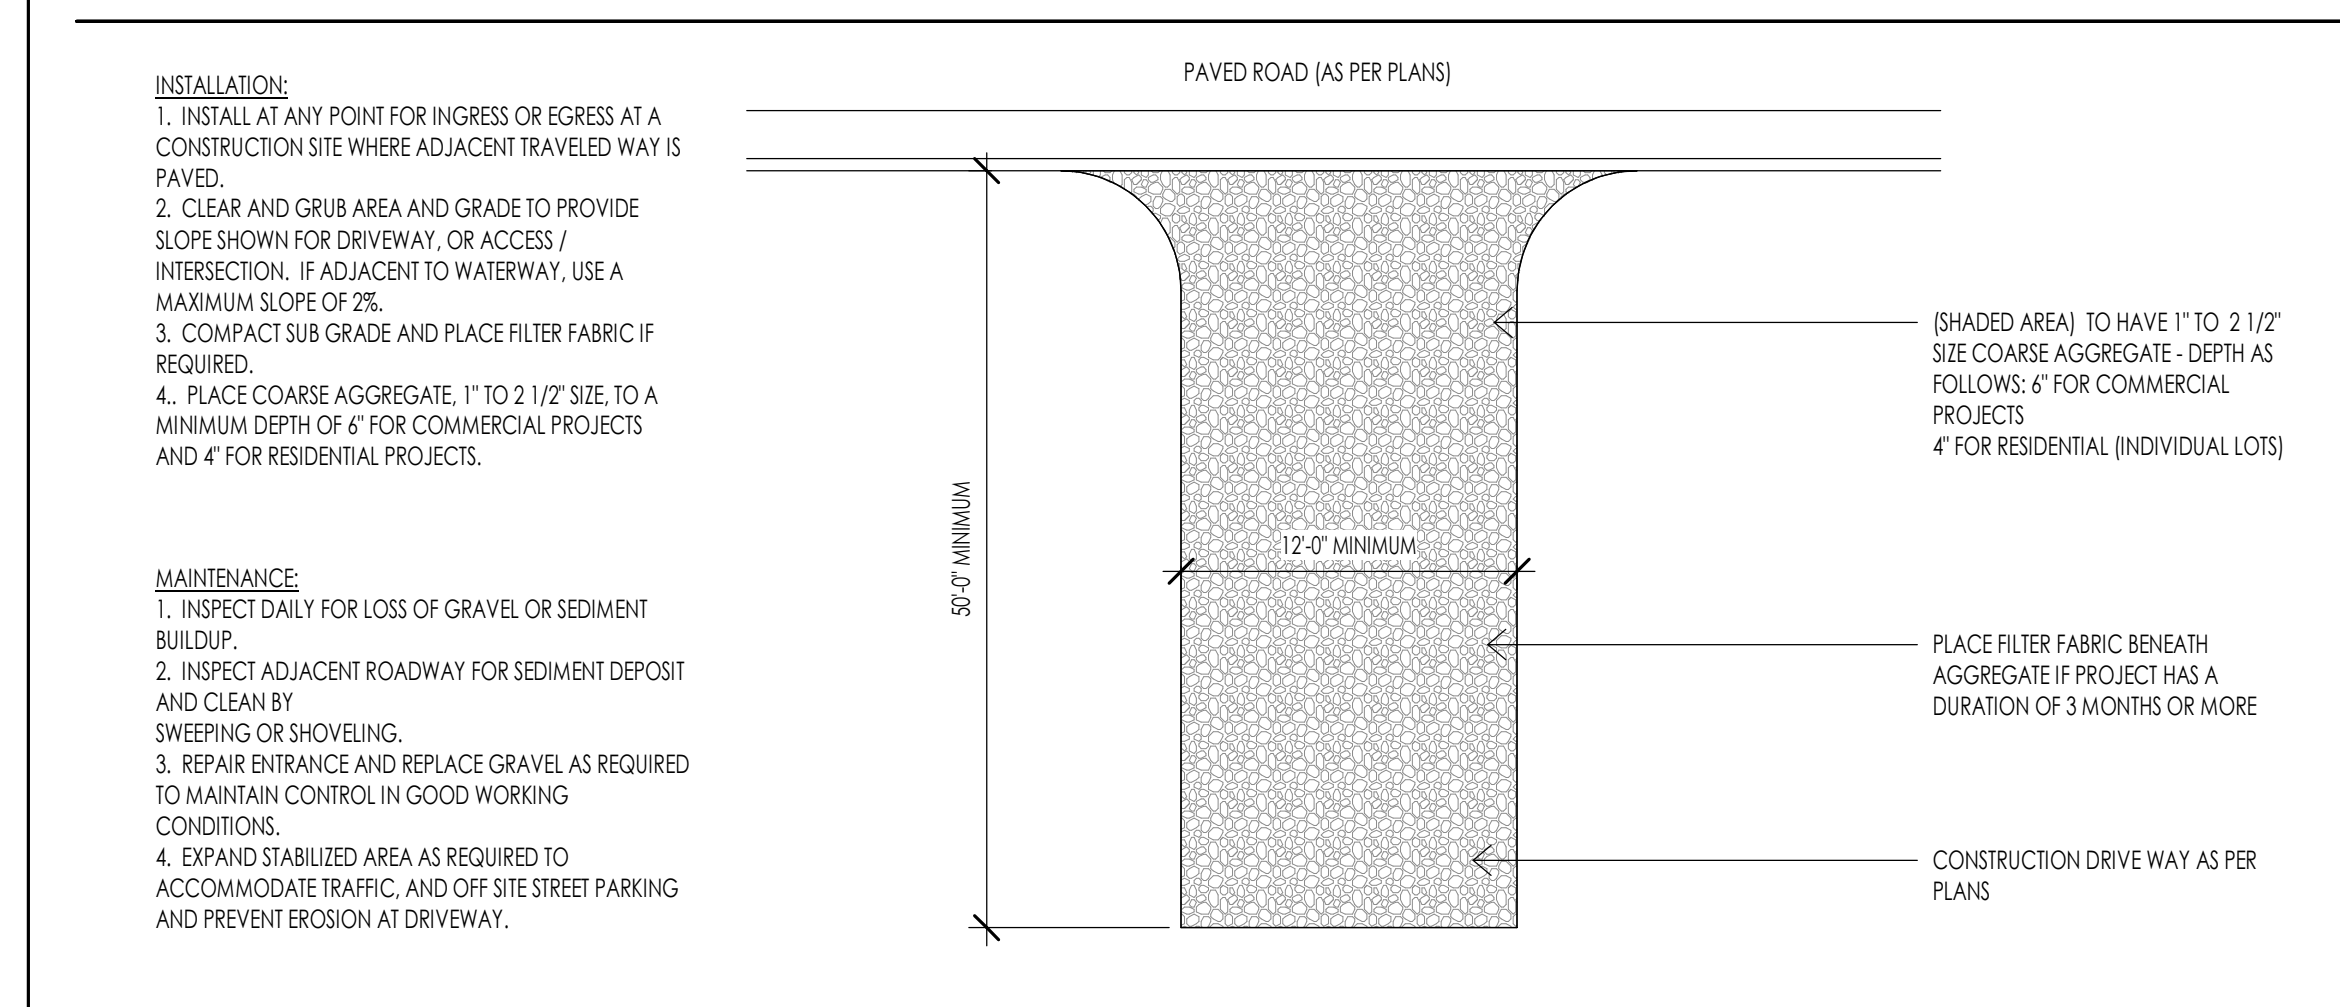 INSTALLATION:
1. INSTALL AT ANY POINT FOR INGRESS OR EGRESS AT A
CONSTRUCTION SITE WHERE ADJACENT TRAVELED WAY IS
PAVED.
2. CLEAR AND GRUB AREA AND GRADE TO PROVIDE
SLOPE SHOWN FOR DRIVEWAY, OR ACCESS /
INTERSECTION. IF ADJACENT TO WATERWAY, USE A
MAXIMUM SLOPE OF 2%.
3. COMPACT SUB GRADE AND PLACE FILTER FABRIC IF
REQUIRED.
4.. PLACE COARSE AGGREGATE, 1" TO 2 1/2" SIZE, TO A
MINIMUM DEPTH OF 6" FOR COMMERCIAL PROJECTS
AND 4" FOR RESIDENTIAL PROJECTS.
MAINTENANCE:
1. INSPECT DAILY FOR LOSS OF GRAVEL OR SEDIMENT
BUILDUP.
2. INSPECT ADJACENT ROADWAY FOR SEDIMENT DEPOSIT
AND CLEAN BY
SWEEPING OR SHOVELING.
3. REPAIR ENTRANCE AND REPLACE GRAVEL AS REQUIRED
TO MAINTAIN CONTROL IN GOOD WORKING
CONDITIONS.
4. EXPAND STABILIZED AREA AS REQUIRED TO
ACCOMMODATE TRAFFIC, AND OFF SITE STREET PARKING
AND PREVENT EROSION AT DRIVEWAY.
PAVED ROAD (AS PER PLANS)
50'-0" MINIMUM
12'-0" MINIMUM
(SHADED AREA) TO HAVE 1" TO 2 1/2"
SIZE COARSE AGGREGATE - DEPTH AS
FOLLOWS: 6" FOR COMMERCIAL
PROJECTS
4" FOR RESIDENTIAL (INDIVIDUAL LOTS)
PLACE FILTER FABRIC BENEATH
AGGREGATE IF PROJECT HAS A
DURATION OF 3 MONTHS OR MORE
CONSTRUCTION DRIVE WAY AS PER
PLANS